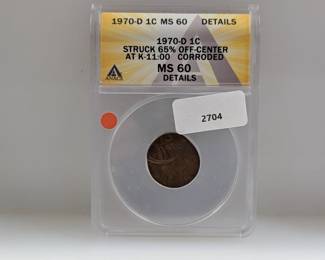 1970-D 1C MS 60 DETAILS
1970-D 1C
STRUCK 65% OFF-CENTER
AT K-11:00 CORRODED
MS 60
DETAILS
ANACS
2704